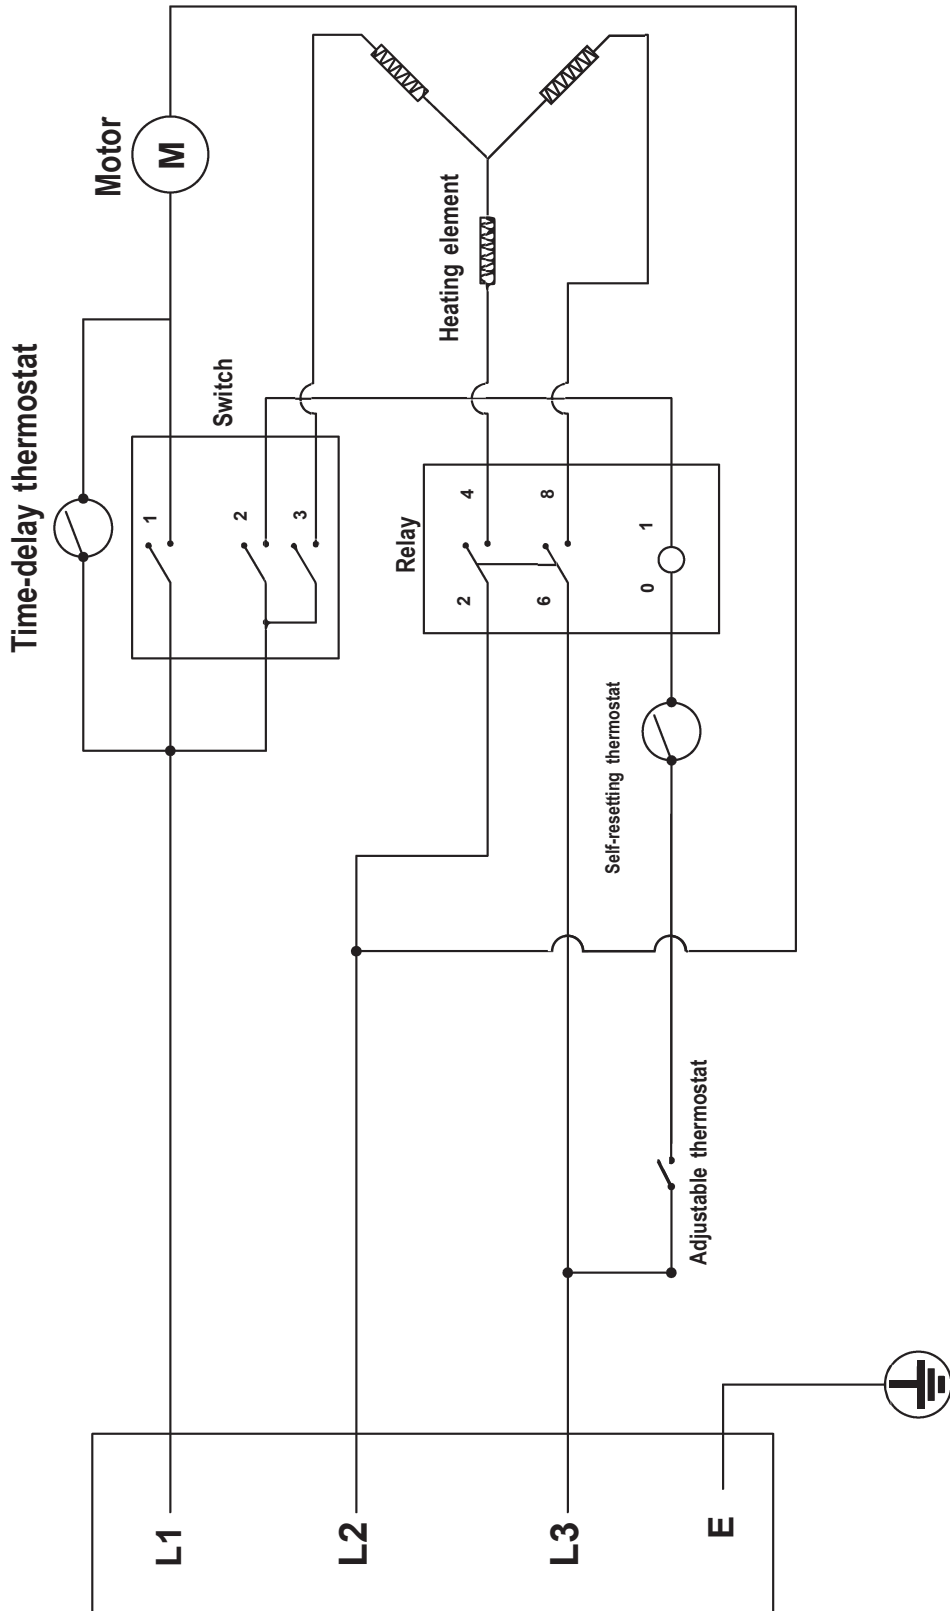 Time-delay thermostat
Motor
M
Switch
1
2
3
Heating element
Relay
2
4
6
8
0
1
Self-resetting thermostat
Adjustable thermostat
L1
L2
L3
E